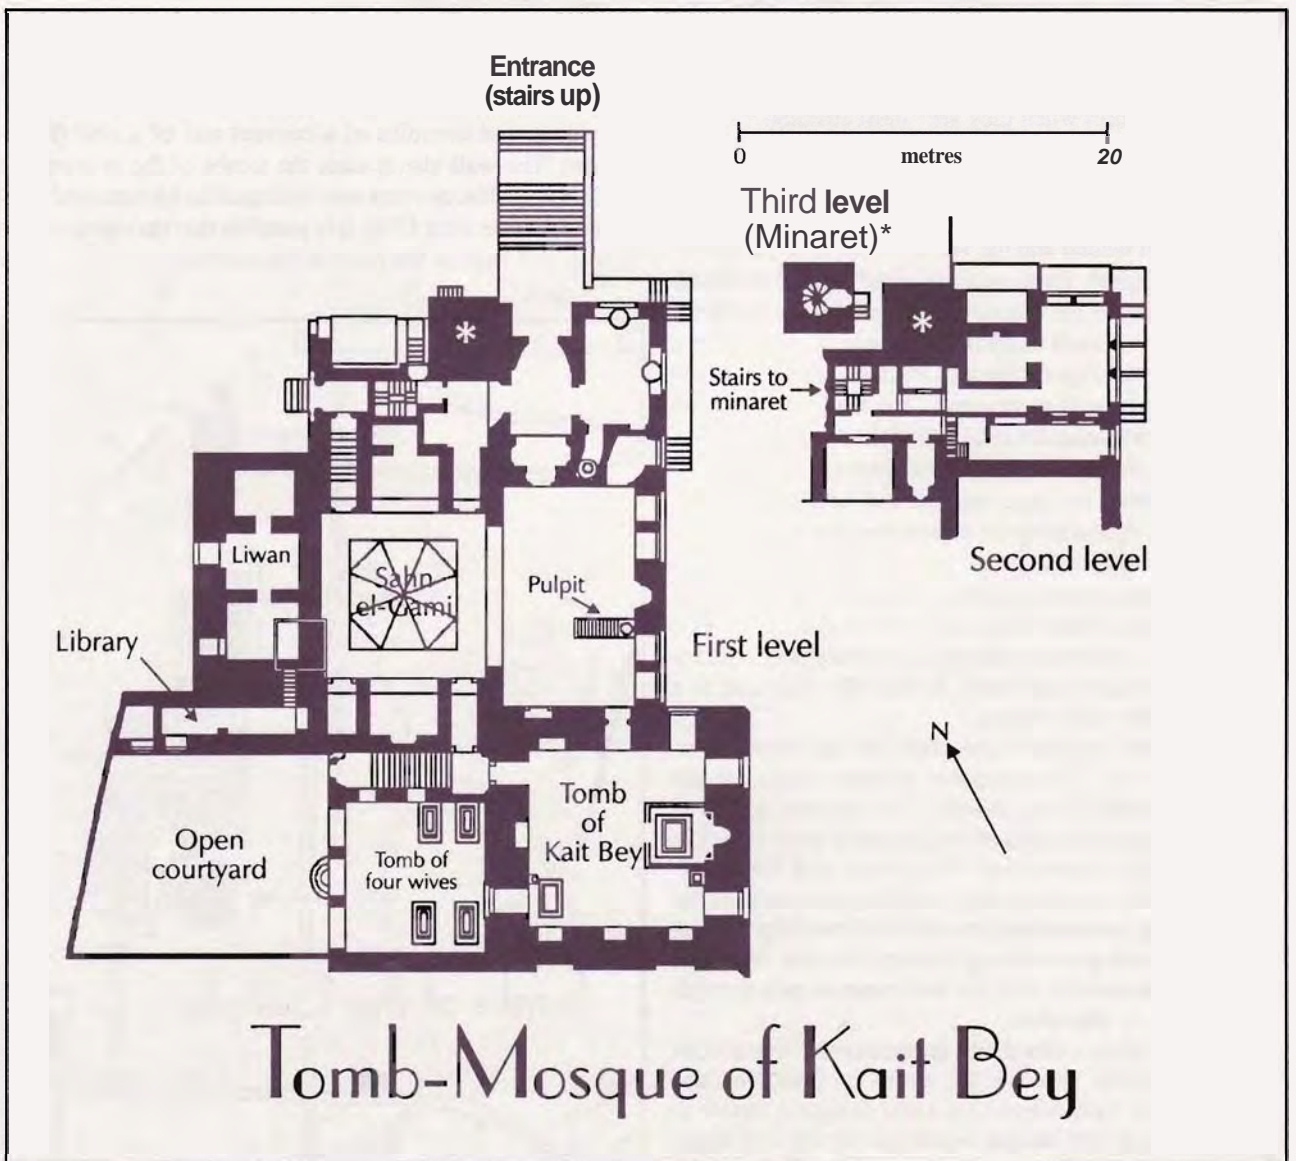 Entrance
(stairs up)
0 metres 20
Third level
(Minaret)*
*
*
Stairs to
minaret
Second level
Liwan
Sahn
el-Gami
Pulpit
Library
First level
N
Tomb
of
Kait Bey
Open
courtyard
Tomb of
four wives
Tomb-Mosque of Kait Bey